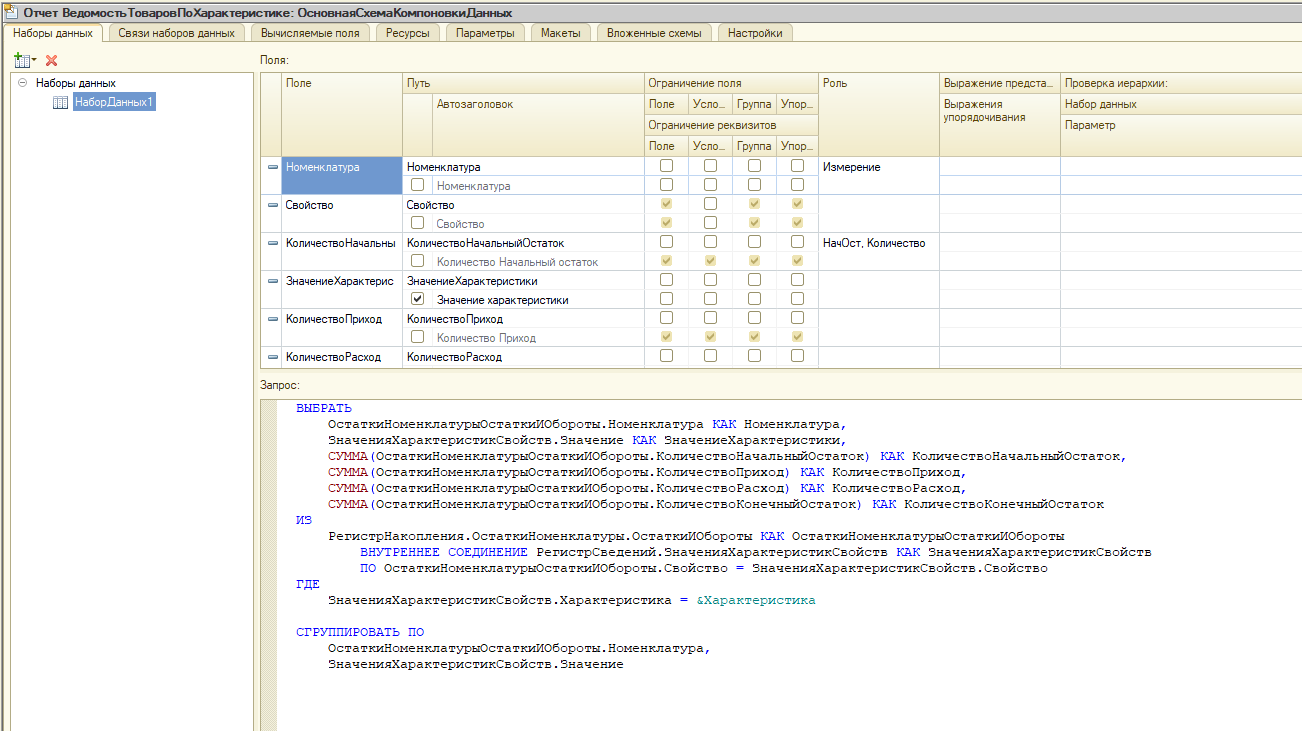 Отчет ВедомостьТоваровПоХарактеристике: ОсновнаяСхемаКомпоновкиДанных
Наборы данных Связи наборов данных Вычисляемые поля Ресурсы Параметры Макеты Вложенные схемы Настройки
Поля:
Наборы данных
НаборДанных1
Поле Путь Ограничение поля Роль Выражение предста... Проверка иерархии:
Автозаголовок Поле Усло... Группа Упор... Выражения упорядочивания Набор данных
Ограничение реквизитов Параметр
Поле Усло... Группа Упор...
Номенклатура Номенклатура Измерение
Номенклатура
Свойство Свойство
Свойство
КоличествоНачальны КоличествоНачальныйОстаток НачОст, Количество
Количество Начальный остаток
ЗначениеХарактерис ЗначениеХарактеристики
Значение характеристики
КоличествоПриход КоличествоПриход
Количество Приход
КоличествоРасход КоличествоРасход
Запрос:
ВЫБРАТЬ
ОстаткиНоменклатурыОстаткиИОбороты.Номенклатура КАК Номенклатура,
ЗначенияХарактеристикСвойств.Значение КАК ЗначениеХарактеристики,
СУММА(ОстаткиНоменклатурыОстаткиИОбороты.КоличествоНачальныйОстаток) КАК КоличествоНачальныйОстаток,
СУММА(ОстаткиНоменклатурыОстаткиИОбороты.КоличествоПриход) КАК КоличествоПриход,
СУММА(ОстаткиНоменклатурыОстаткиИОбороты.КоличествоРасход) КАК КоличествоРасход,
СУММА(ОстаткиНоменклатурыОстаткиИОбороты.КоличествоКонечныйОстаток) КАК КоличествоКонечныйОстаток
ИЗ
РегистрНакопления.ОстаткиНоменклатуры.ОстаткиИОбороты КАК ОстаткиНоменклатурыОстаткиИОбороты
ВНУТРЕННЕЕ СОЕДИНЕНИЕ РегистрСведений.ЗначенияХарактеристикСвойств КАК ЗначенияХарактеристикСвойств
ПО ОстаткиНоменклатурыОстаткиИОбороты.Свойство = ЗначенияХарактеристикСвойств.Свойство
ГДЕ
ЗначенияХарактеристикСвойств.Характеристика = &Характеристика
СГРУППИРОВАТЬ ПО
ОстаткиНоменклатурыОстаткиИОбороты.Номенклатура,
ЗначенияХарактеристикСвойств.Значение